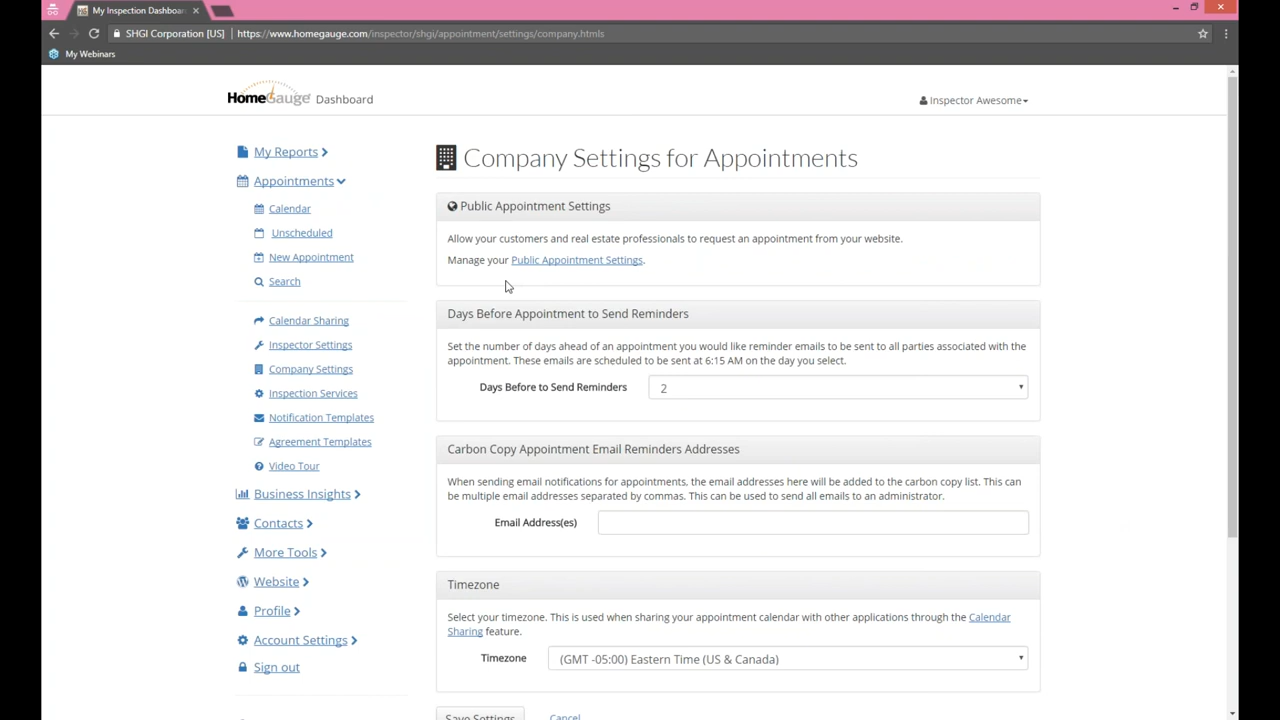 My Inspection Dashboa
SHGI Corporation [US] https://www.homegauge.com/inspector/shgi/appointment/settings/company.htmls
My Webinars
HomeGauge Dashboard
Inspector Awesome
My Reports
Appointments
Calendar
Unscheduled
New Appointment
Search
Calendar Sharing
Inspector Settings
Company Settings
Inspection Services
Notification Templates
Agreement Templates
Video Tour
Business Insights
Contacts
More Tools
Website
Profile
Account Settings
Sign out
Company Settings for Appointments
Public Appointment Settings
Allow your customers and real estate professionals to request an appointment from your website.
Manage your Public Appointment Settings.
Days Before Appointment to Send Reminders
Set the number of days ahead of an appointment you would like reminder emails to be sent to all parties associated with the
appointment. These emails are scheduled to be sent at 6:15 AM on the day you select.
Days Before to Send Reminders 2
Carbon Copy Appointment Email Reminders Addresses
When sending email notifications for appointments, the email addresses here will be added to the carbon copy list. This can
be multiple email addresses separated by commas. This can be used to send all emails to an administrator.
Email Address(es)
Timezone
Select your timezone. This is used when sharing your appointment calendar with other applications through the Calendar
Sharing feature.
Timezone (GMT -05:00) Eastern Time (US & Canada)
Save Settings Cancel